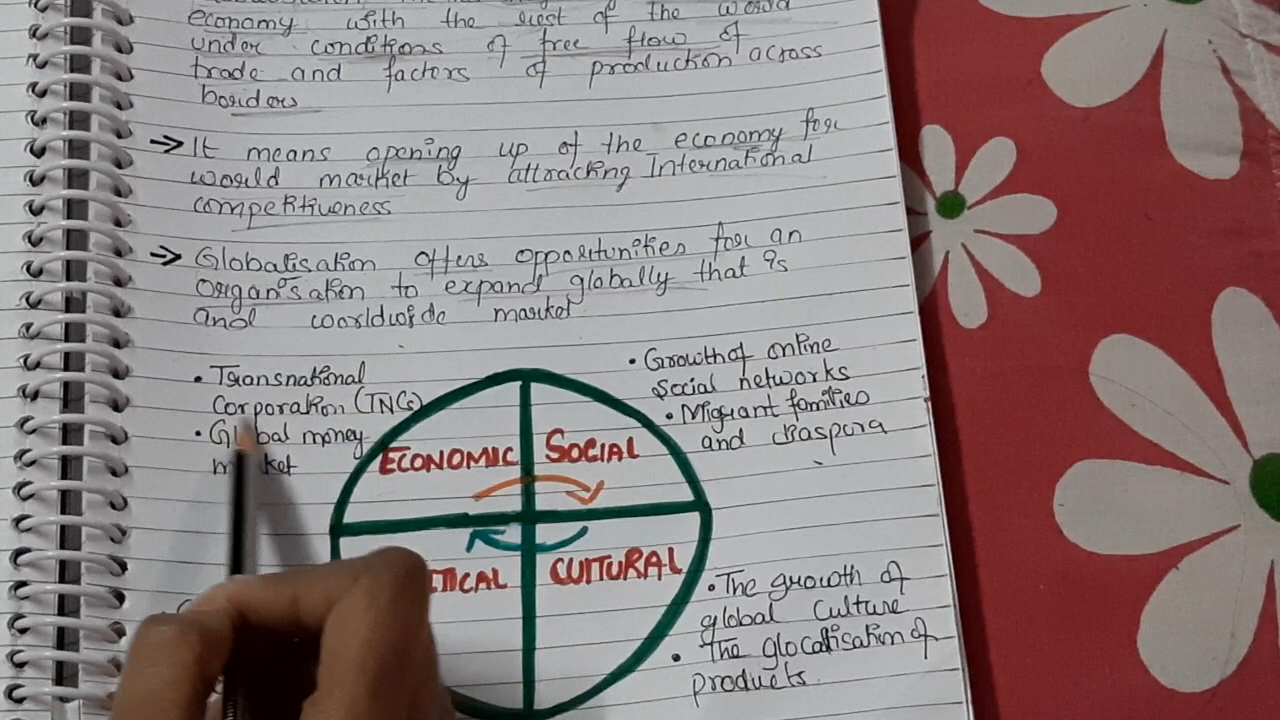 economy with the rest of the world
under conditions of free flow of
trade and factors of production across
borders
→ It means opening up of the economy for
world market by attracting International
competitiveness
→ Globalisation offers opportunities for an
organisation to expand globally that is
and worldwide market
• Transnational
Corporation (TNCs)
• Global money
market
• Growth of online
social networks
• Migrant families
and diaspora
ECONOMIC
SOCIAL
TICAL
CULTURAL
• The growth of
global culture
• The glocalisation of
products.